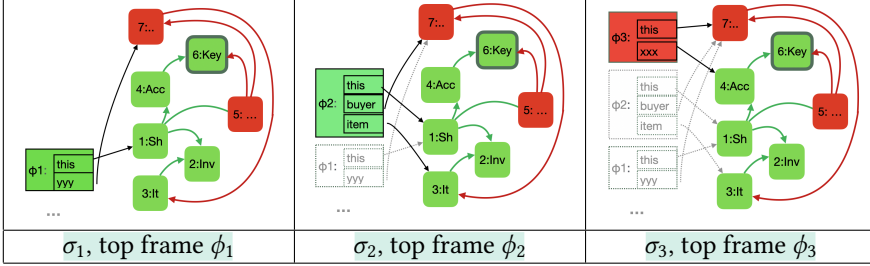 7:..
6:Key
4:Acc
5: ...
1:Sh
2:Inv
3:It
ϕ1:
this
yyy
...
σ1, top frame ϕ1
7:..
6:Key
4:Acc
5: ...
1:Sh
2:Inv
3:It
ϕ2:
this
buyer
item
ϕ1:
this
yyy
...
σ2, top frame ϕ2
7:..
6:Key
4:Acc
5: ...
1:Sh
2:Inv
3:It
ϕ3:
this
xxx
ϕ2:
this
buyer
item
ϕ1:
this
yyy
...
σ3, top frame ϕ3